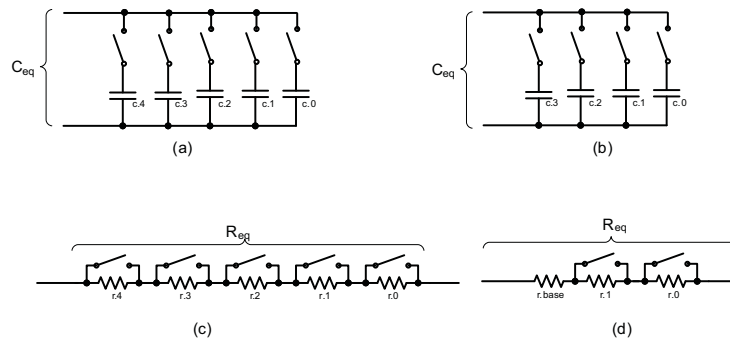 Ceq
c.4
c.3
c.2
c.1
c.0
(a)
Ceq
c.3
c.2
c.1
c.0
(b)
Req
r.4
r.3
r.2
r.1
r.0
(c)
Req
r.base
r.1
r.0
(d)